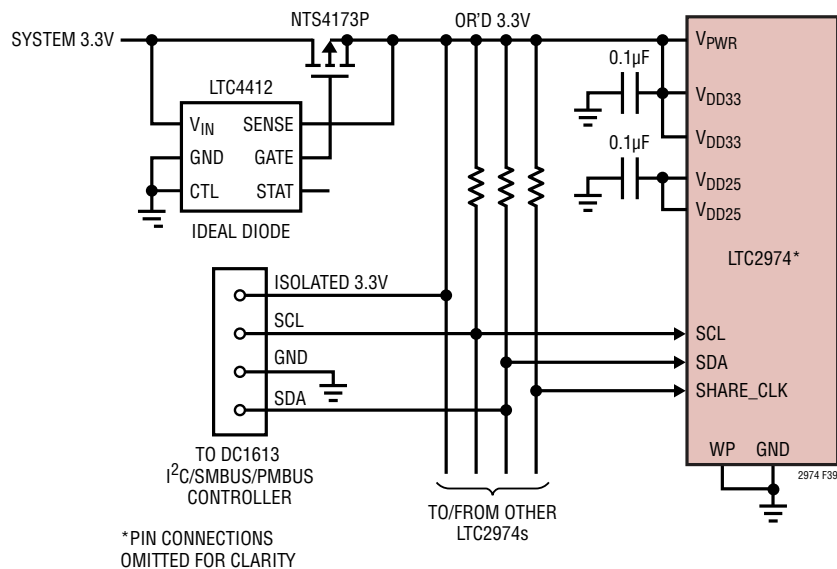 NTS4173P
OR'D 3.3V
SYSTEM 3.3V
VPWR
0.1µF
LTC4412
VDD33
VIN
SENSE
VDD33
0.1µF
GND
GATE
VDD25
CTL
STAT
VDD25
IDEAL DIODE
LTC2974*
ISOLATED 3.3V
SCL
SCL
GND
SDA
SDA
SHARE_CLK
WP
GND
TO DC1613
I2C/SMBUS/PMBUS
CONTROLLER
2974 F39
TO/FROM OTHER
LTC2974s
*PIN CONNECTIONS
OMITTED FOR CLARITY